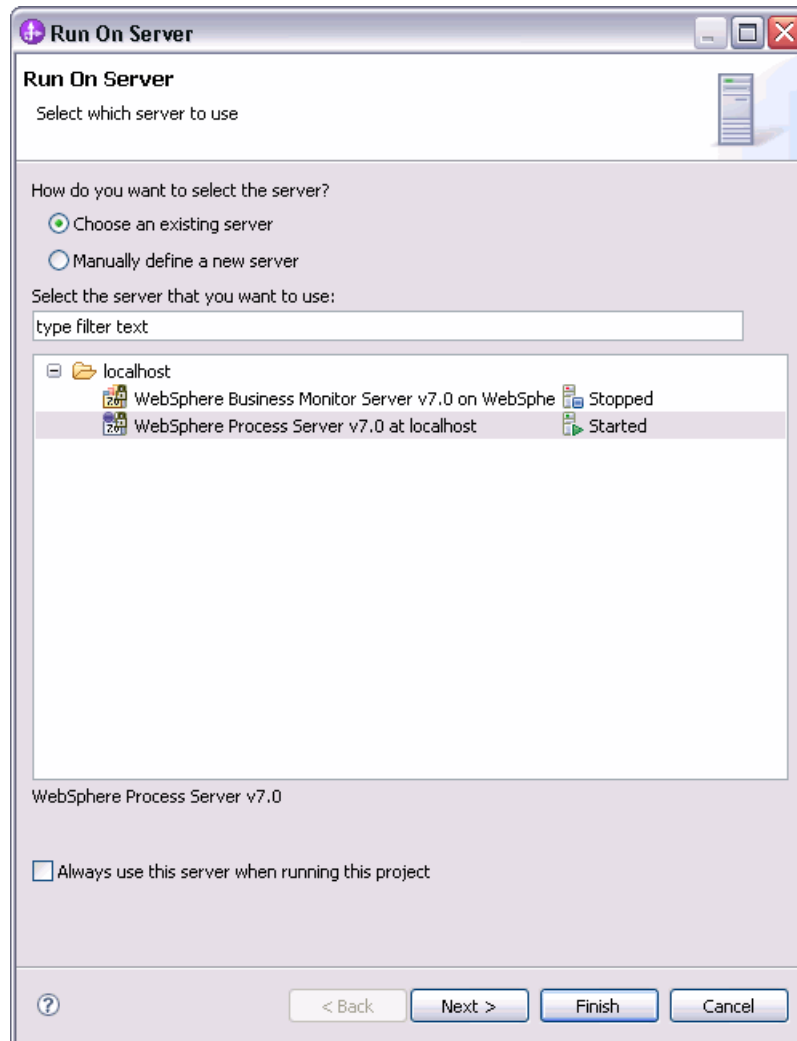 Run On Server
Run On Server
Select which server to use
How do you want to select the server?
Choose an existing server
Manually define a new server
Select the server that you want to use:
type filter text
localhost
WebSphere Business Monitor Server v7.0 on WebSphe Stopped
WebSphere Process Server v7.0 at localhost Started
WebSphere Process Server v7.0
Always use this server when running this project
< Back Next > Finish Cancel